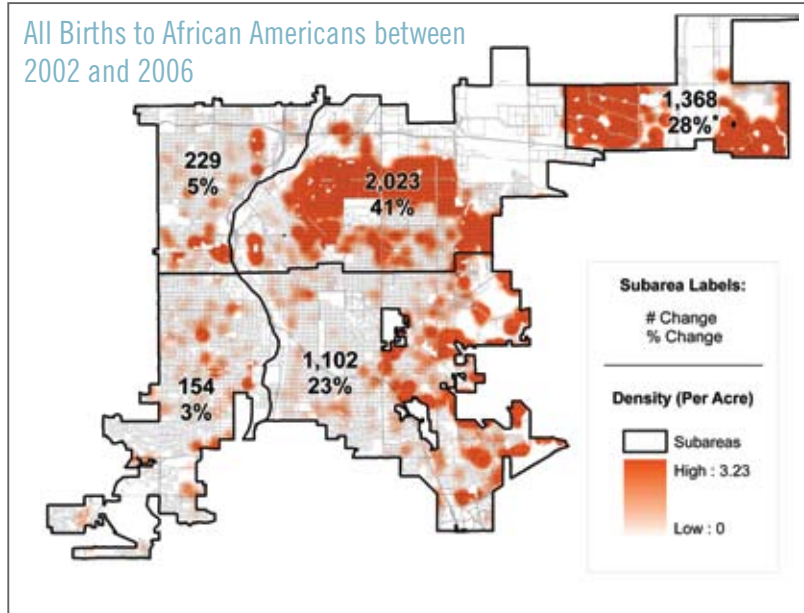 All Births to African Americans between
2002 and 2006
1,368
28%*
229
5%
2,023
41%
1,102
23%
154
3%
Subarea Labels:
# Change
% Change
Density (Per Acre)
Subareas
High : 3.23
Low : 0